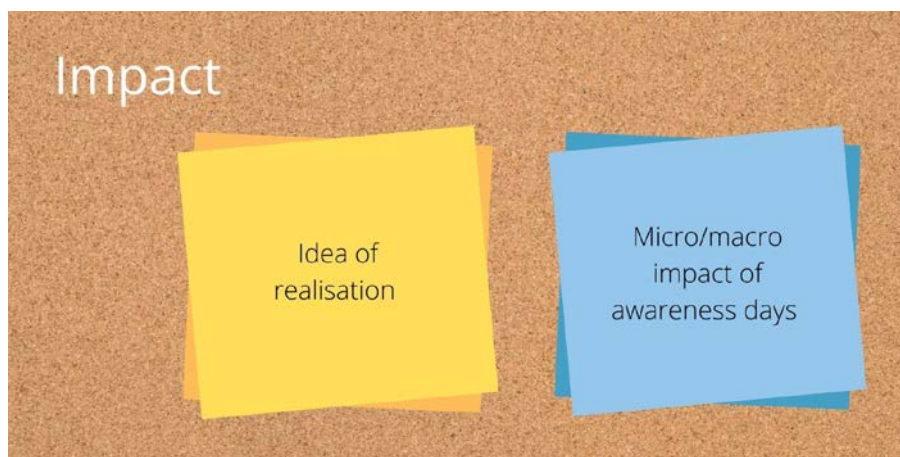 Impact
Idea of
realisation
Micro/macro
impact of
awareness days